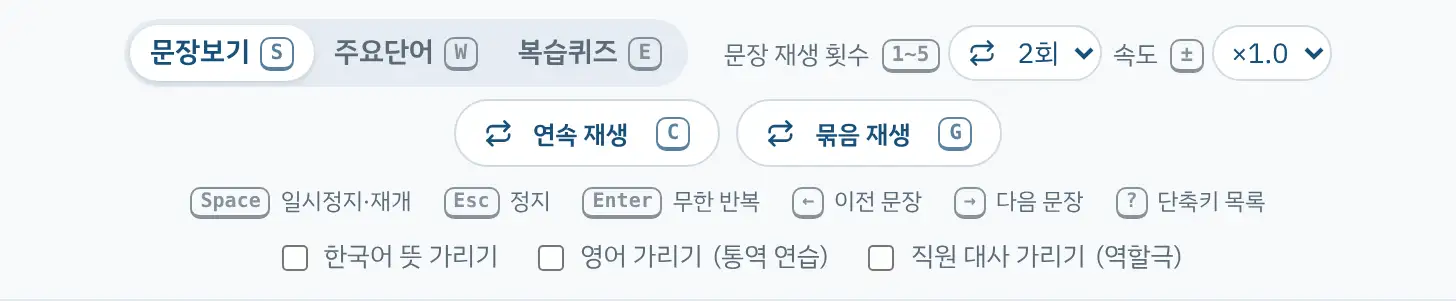 문장보기 S 주요단어 W 복습퀴즈 E 문장 재생 횟수 1~5 2회 속도 ± ×1.0
연속 재생 C 묶음 재생 G
Space 일시정지·재개 Esc 정지 Enter 무한 반복 ← 이전 문장 → 다음 문장 ? 단축키 목록
한국어 뜻 가리기 영어 가리기 (통역 연습) 직원 대사 가리기 (역할극)